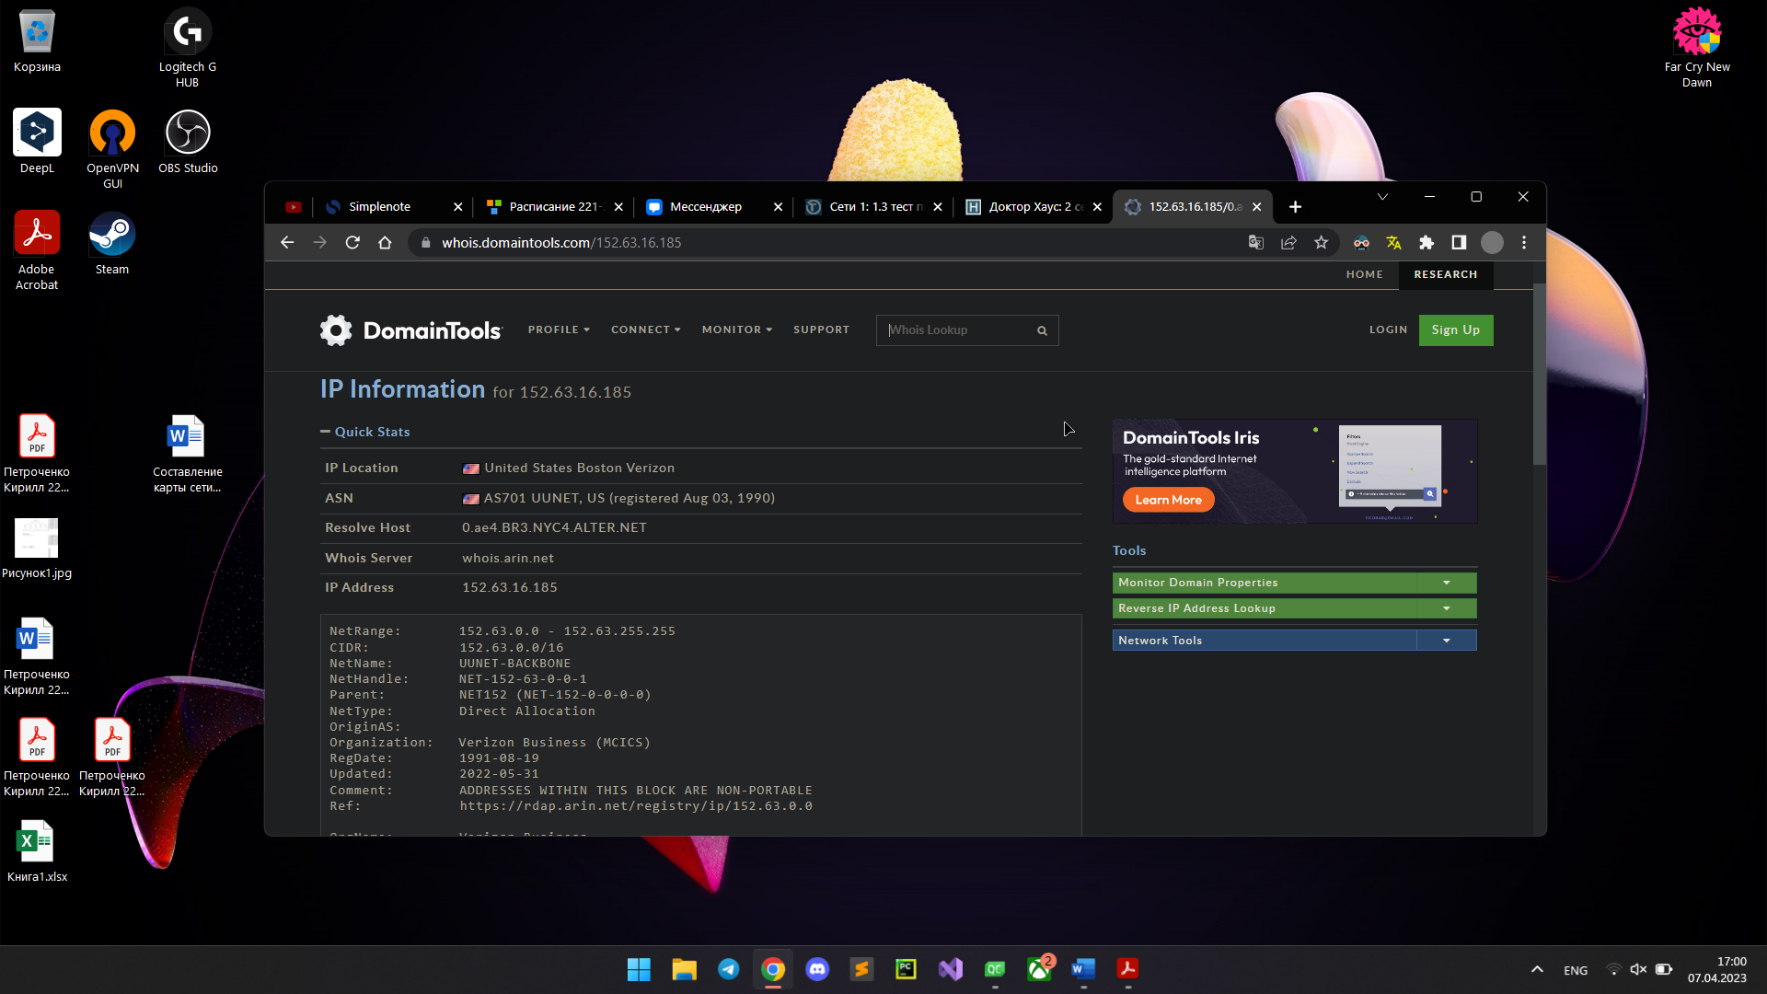 Корзина
Logitech G
HUB
Far Cry New
Dawn
DeepL
OpenVPN
GUI
OBS Studio
Adobe
Acrobat
Steam
Петроченко
Кирилл 22...
Составление
карты сети...
Рисунок1.jpg
Петроченко
Кирилл 22...
Петроченко
Кирилл 22...
Петроченко
Кирилл 22...
Книга1.xlsx
Simplenote
Расписание 221-
Мессенджер
Сети 1: 1.3 тест п
Доктор Хаус: 2 с
152.63.16.185/0.a
whois.domaintools.com/152.63.16.185
HOME
RESEARCH
DomainTools
PROFILE
CONNECT
MONITOR
SUPPORT
Whois Lookup
LOGIN
Sign Up
IP Information for 152.63.16.185
Quick Stats
IP Location United States Boston Verizon
ASN AS701 UUNET, US (registered Aug 03, 1990)
Resolve Host 0.ae4.BR3.NYC4.ALTER.NET
Whois Server whois.arin.net
IP Address 152.63.16.185
NetRange: 152.63.0.0 - 152.63.255.255
CIDR: 152.63.0.0/16
NetName: UUNET-BACKBONE
NetHandle: NET-152-63-0-0-1
Parent: NET152 (NET-152-0-0-0-0)
NetType: Direct Allocation
OriginAS:
Organization: Verizon Business (MCICS)
RegDate: 1991-08-19
Updated: 2022-05-31
Comment: ADDRESSES WITHIN THIS BLOCK ARE NON-PORTABLE
Ref: https://rdap.arin.net/registry/ip/152.63.0.0
DomainTools Iris
The gold-standard Internet
intelligence platform
Learn More
Tools
Monitor Domain Properties
Reverse IP Address Lookup
Network Tools
2
ENG
17:00
07.04.2023